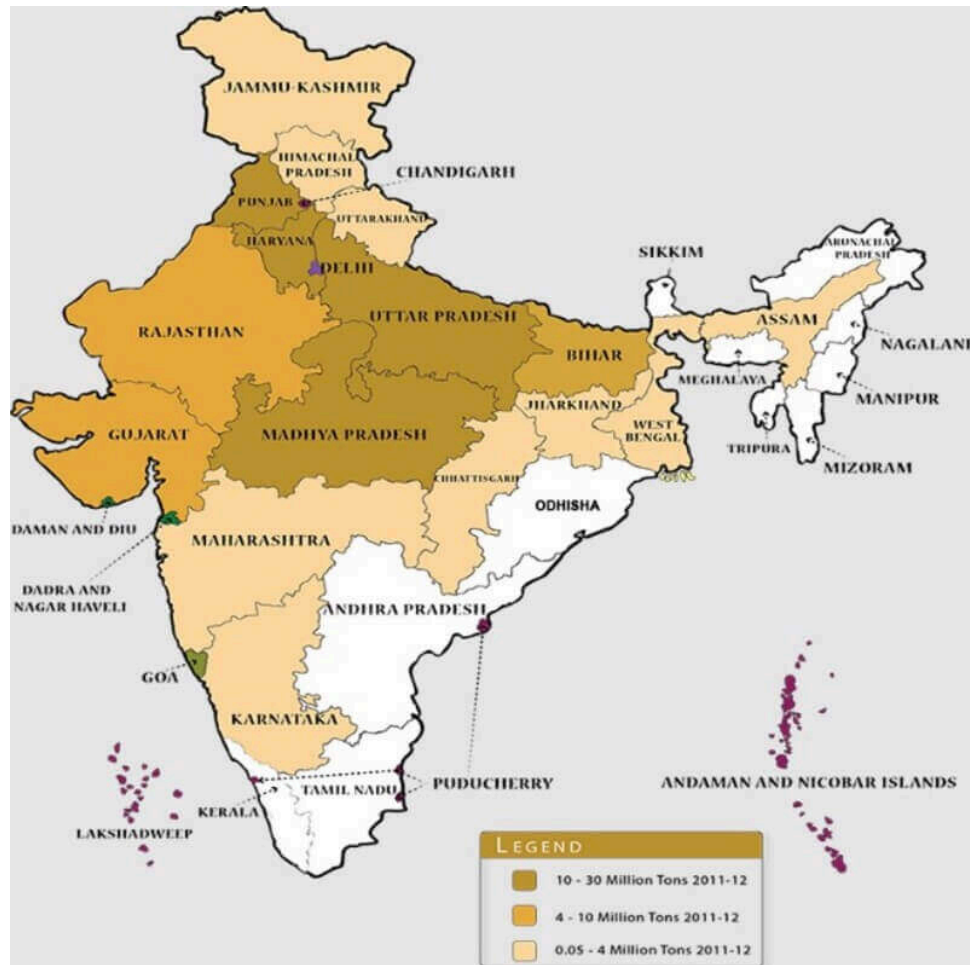 JAMMU-KASHMIR
HIMACHAL
PRADESH
CHANDIGARH
PUNJAB
UTTARAKHAND
HARYANA
DELHI
SIKKIM
ARUNACHAL
PRADESH
RAJASTHAN
UTTAR PRADESH
ASSAM
BIHAR
NAGALAND
MEGHALAYA
MANIPUR
GUJARAT
MADHYA PRADESH
JHARKHAND
WEST
BENGAL
TRIPURA
MIZORAM
CHHATTISGARH
ODHISHA
DAMAN AND DIU
MAHARASHTRA
DADRA AND
NAGAR HAVELI
ANDHRA PRADESH
GOA
KARNATAKA
PUDUCHERRY
ANDAMAN AND NICOBAR ISLANDS
TAMIL NADU
KERALA
LAKSHADWEEP
LEGEND
10 - 30 Million Tons 2011-12
4 - 10 Million Tons 2011-12
0.05 - 4 Million Tons 2011-12